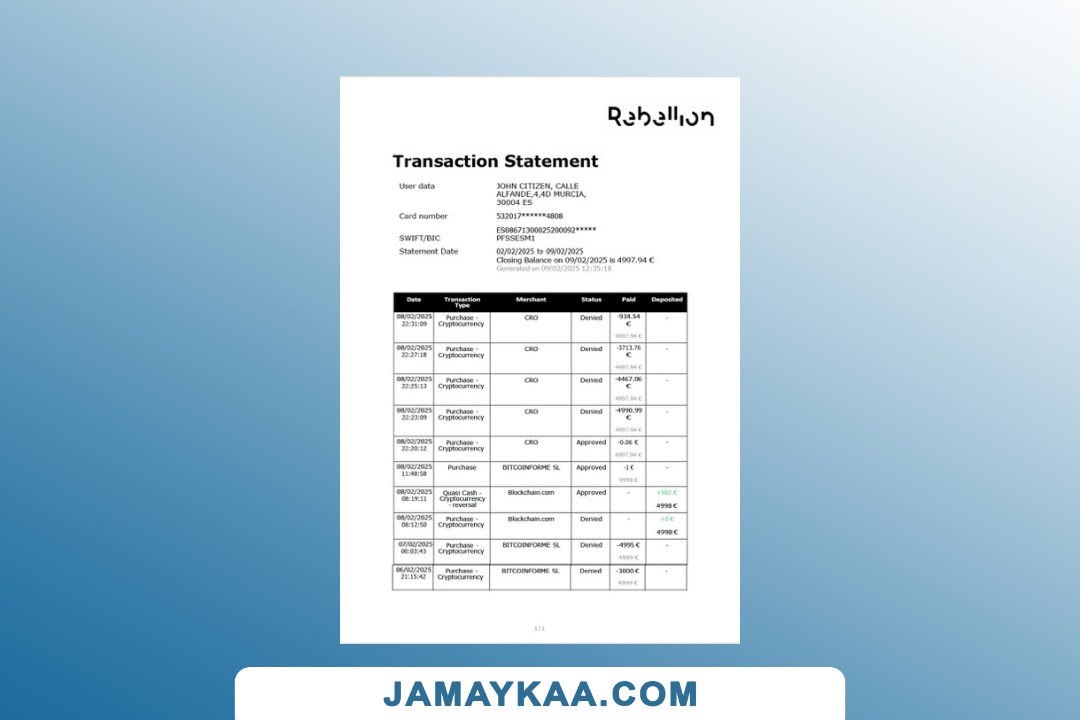 Rebellion
Transaction Statement
User data
JOHN CITIZEN, CALLE
ALFANDE,4,4D MURCIA,
30004 ES
Card number
532017******4808
ES08671300025200092*****
SWIFT/BIC
PFSSESM1
Statement Date
02/02/2025 to 09/02/2025
Closing Balance on 09/02/2025 is 4997.94 €
Generated on 09/02/2025 12:35:18
Date Transaction Type Merchant Status Paid Deposited
08/02/2025 22:31:09 Purchase - Cryptocurrency CRO Denied -934.54 € 4997.94 € -
08/02/2025 22:27:18 Purchase - Cryptocurrency CRO Denied -3713.76 € 4997.94 € -
08/02/2025 22:25:13 Purchase - Cryptocurrency CRO Denied -4467.06 € 4997.94 € -
08/02/2025 22:23:09 Purchase - Cryptocurrency CRO Denied -4990.99 € 4997.94 € -
08/02/2025 22:20:12 Purchase - Cryptocurrency CRO Approved -0.06 € 4997.94 € -
08/02/2025 11:48:58 Purchase BITCOINFORME SL Approved -1 € 4998 € -
08/02/2025 08:19:11 Quasi Cash - Cryptocurrency - reversal Blockchain.com Approved - 4998 €
08/02/2025 08:12:50 Purchase - Cryptocurrency Blockchain.com Denied - +0 € 4998 €
07/02/2025 00:03:43 Purchase - Cryptocurrency BITCOINFORME SL Denied -4995 € 4999 € -
06/02/2025 21:15:42 Purchase - Cryptocurrency BITCOINFORME SL Denied -3000 € 4999 € -
1/1
JAMAYKAA.COM